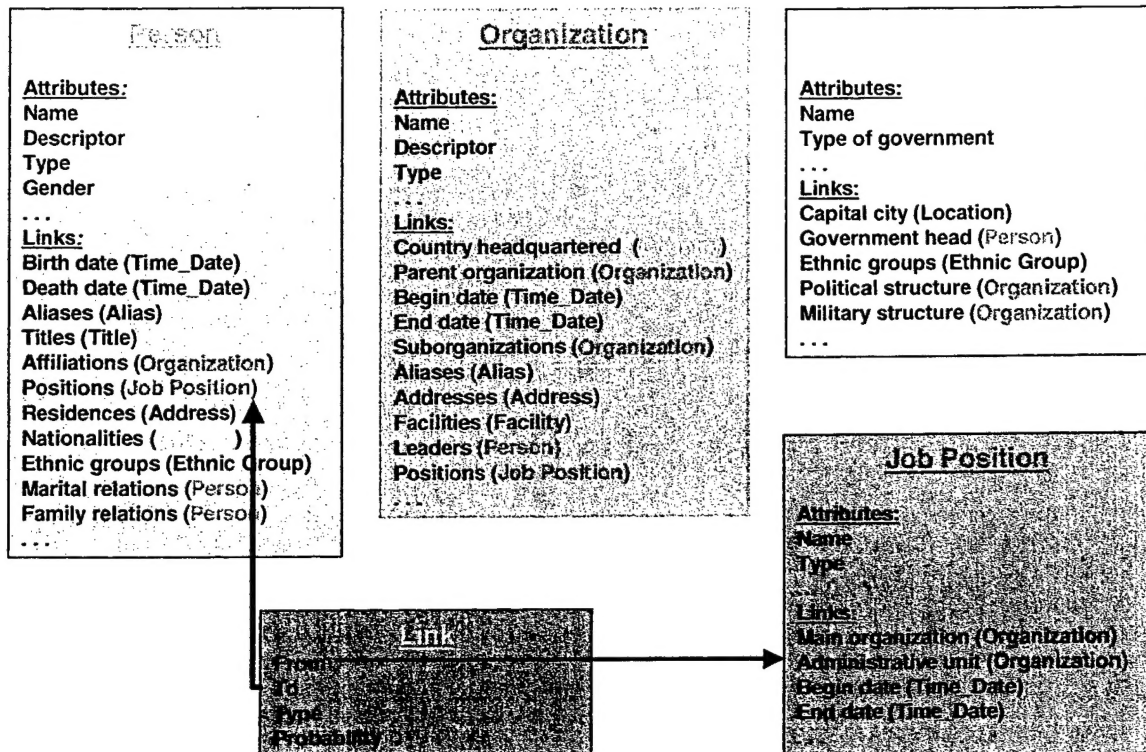 Person
Attributes:
Name
Descriptor
Type
Gender
. . .
Links:
Birth date (Time_Date)
Death date (Time_Date)
Aliases (Alias)
Titles (Title)
Affiliations (Organization)
Positions (Job Position)
Residences (Address)
Nationalities ( )
Ethnic groups (Ethnic Group)
Marital relations (Person)
Family relations (Person)
. . .
Organization
Attributes:
Name
Descriptor
Type
. . .
Links:
Country headquartered ( )
Parent organization (Organization)
Begin date (Time_Date)
End date (Time_Date)
Suborganizations (Organization)
Aliases (Alias)
Addresses (Address)
Facilities (Facility)
Leaders (Person)
Positions (Job Position)
. . .
Attributes:
Name
Type of government
. . .
Links:
Capital city (Location)
Government head (Person)
Ethnic groups (Ethnic Group)
Political structure (Organization)
Military structure (Organization)
. . .
Job Position
Attributes:
Name
Type
Links:
Main organization (Organization)
Administrative unit (Organization)
Begin date (Time_Date)
End date (Time_Date)
Link
From
To
Type
Probability